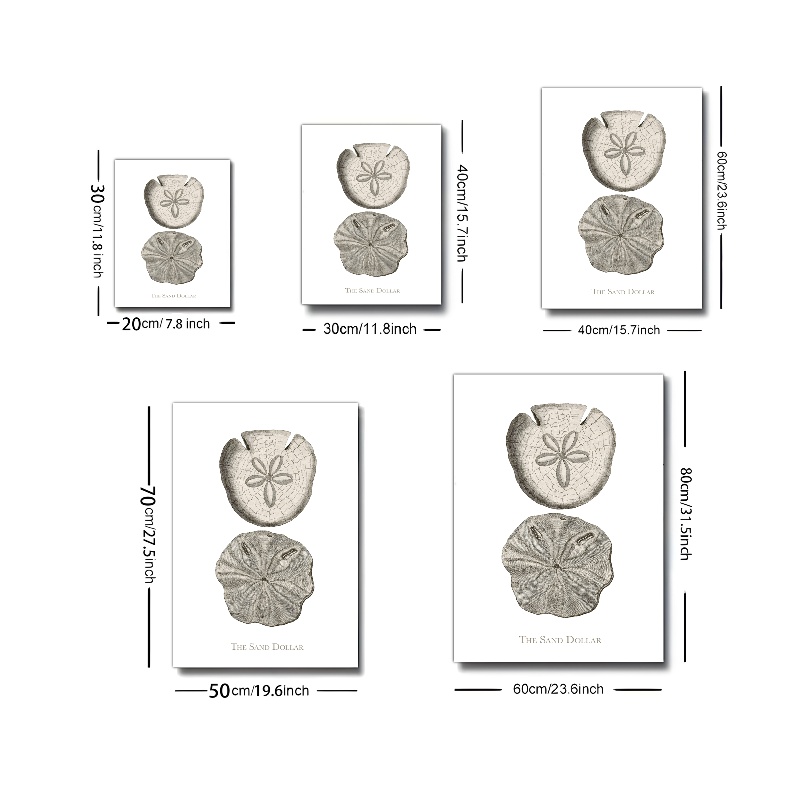 30cm/11.8 inch
THE SAND DOLLAR
20cm/ 7.8 inch
THE SAND DOLLAR
40cm/15.7inch
30cm/11.8inch
THE SAND DOLLAR
60cm/23.6inch
40cm/15.7inch
70cm/27.5inch
THE SAND DOLLAR
50cm/19.6inch
THE SAND DOLLAR
80cm/31.5inch
60cm/23.6inch